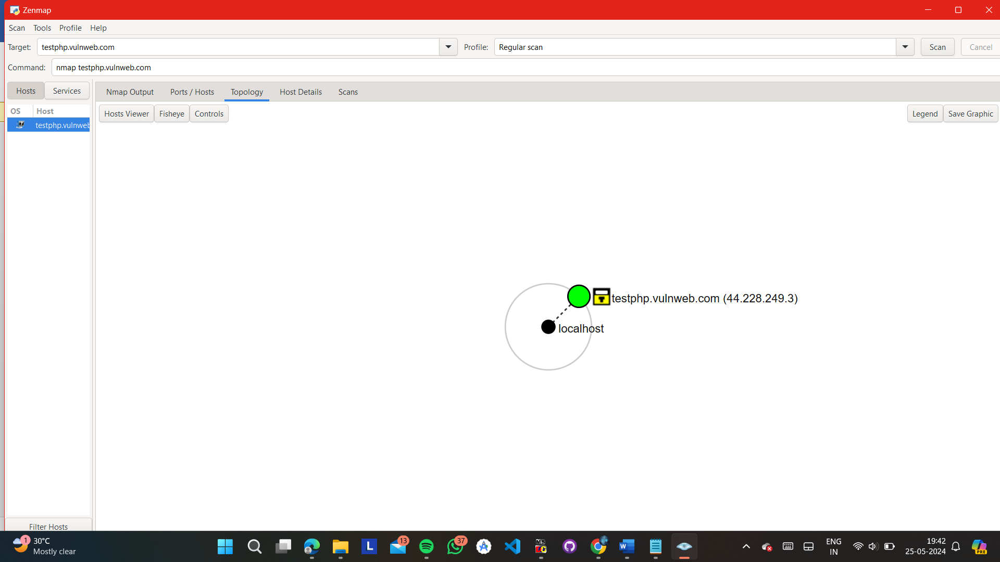 Zenmap
Scan Tools Profile Help
Target: testphp.vulnweb.com Profile: Regular scan Scan Cancel
Command: nmap testphp.vulnweb.com
Hosts Services Nmap Output Ports / Hosts Topology Host Details Scans
OS Host Hosts Viewer Fisheye Controls Legend Save Graphic
testphp.vulnweb
testphp.vulnweb.com (44.228.249.3)
localhost
Filter Hosts
1 30°C
Mostly clear
L
13
37
Ms
W
ENG
IN
19:42
25-05-2024
PRE